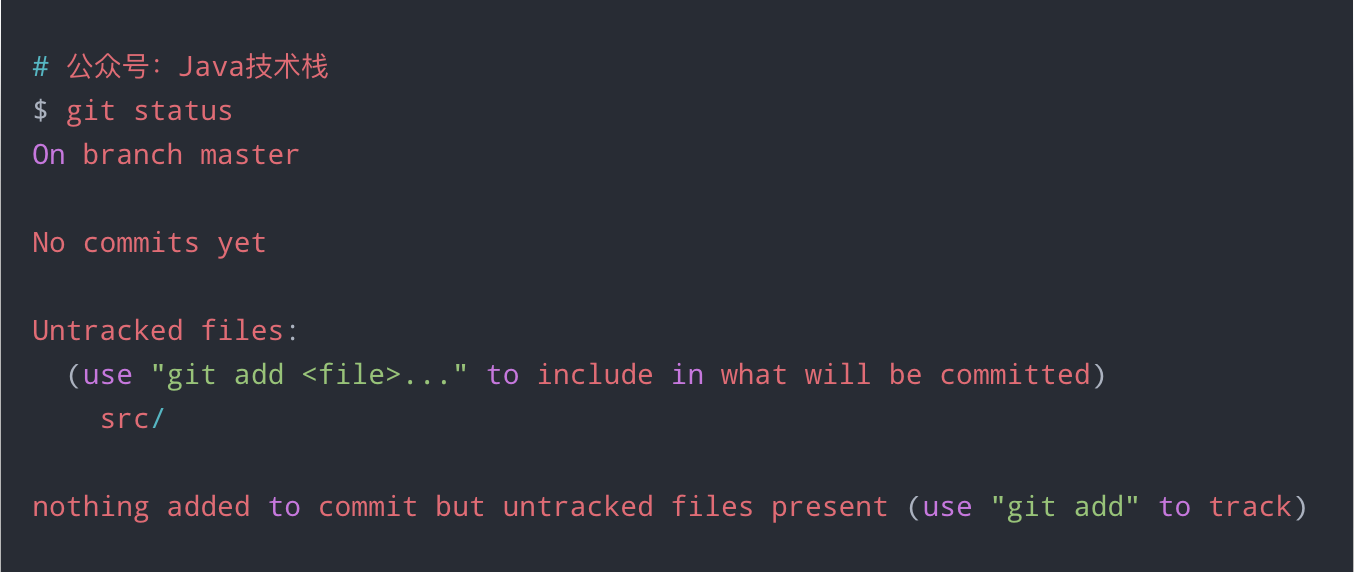 # 公众号：Java技术栈
$ git status
On branch master
No commits yet
Untracked files:
(use "git add <file>..." to include in what will be committed)
src/
nothing added to commit but untracked files present (use "git add" to track)